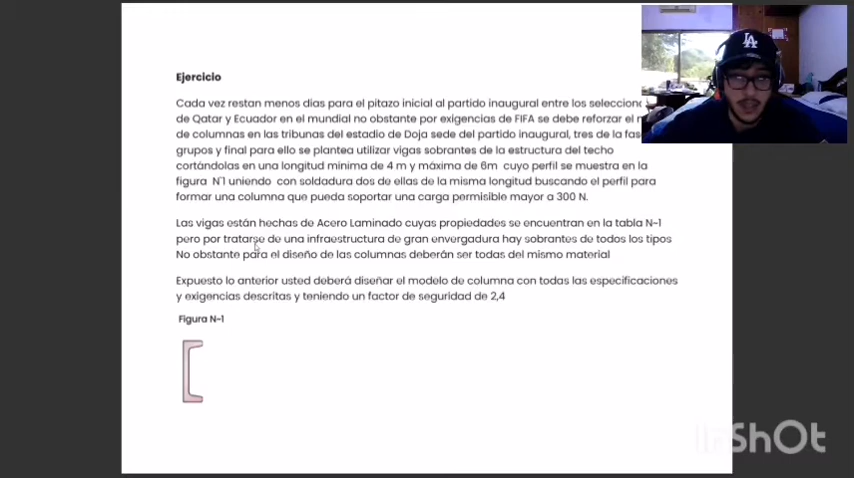 Ejercicio
Cada vez restan menos días para el pitazo inicial al partido inaugural entre los
de Qatar y Ecuador en el mundial no obstante por exigencias de FIFA se debe reforzar el
de columnas en las tribunas del estadio de Doja sede del partido inaugural, tres de la
grupos y final para ello se plantea utilizar vigas sobrantes de la estructura del techo
cortándolas en una longitud minima de 4 m y máxima de 6m cuyo perfil se muestra en la
figura N°1 uniendo con soldadura dos de ellas de la misma longitud buscando el perfil para
formar una columna que pueda soportar una carga permisible mayor a 300 N.
Las vigas están hechas de Acero Laminado cuyas propiedades se encuentran en la tabla N-1
pero por tratarse de una infraestructura de gran envergadura hay sobrantes de todos los tipos
No obstante para el diseño de las columnas deberán ser todas del mismo material
Expuesto lo anterior usted deberá diseñar el modelo de columna con todas las especificaciones
y exigencias descritas y teniendo un factor de seguridad de 2,4
Figura N-1
LA